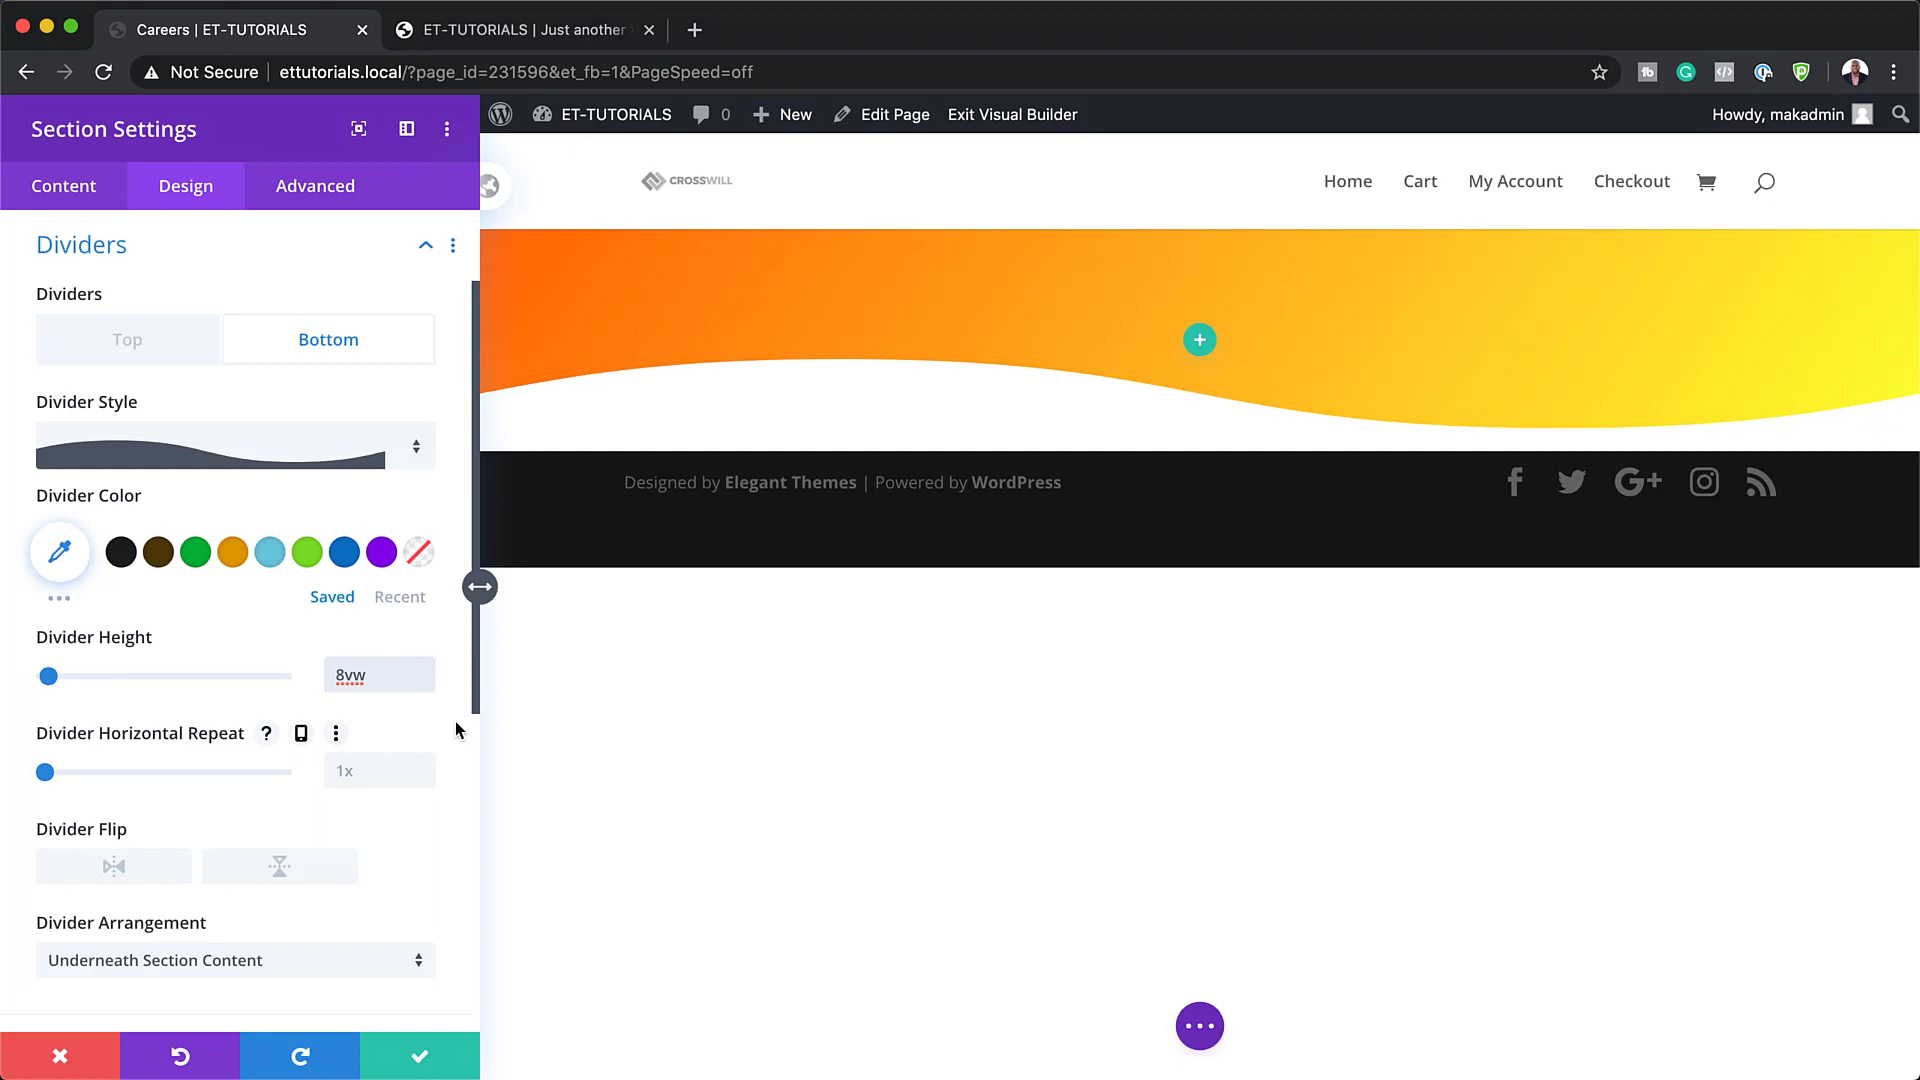 Careers | ET-TUTORIALS
ET-TUTORIALS | Just another
Not Secure
ettutorials.local/?page_id=231596&et_fb=1&PageSpeed=off
Section Settings
ET-TUTORIALS
0
New
Edit Page
Exit Visual Builder
Howdy, makadmin
Content
Design
Advanced
CROSSWILL
Home
Cart
My Account
Checkout
Dividers
Dividers
Top
Bottom
Divider Style
Divider Color
Saved
Recent
Divider Height
8vw
Divider Horizontal Repeat
?
1x
Divider Flip
Divider Arrangement
Underneath Section Content
Designed by Elegant Themes | Powered by WordPress